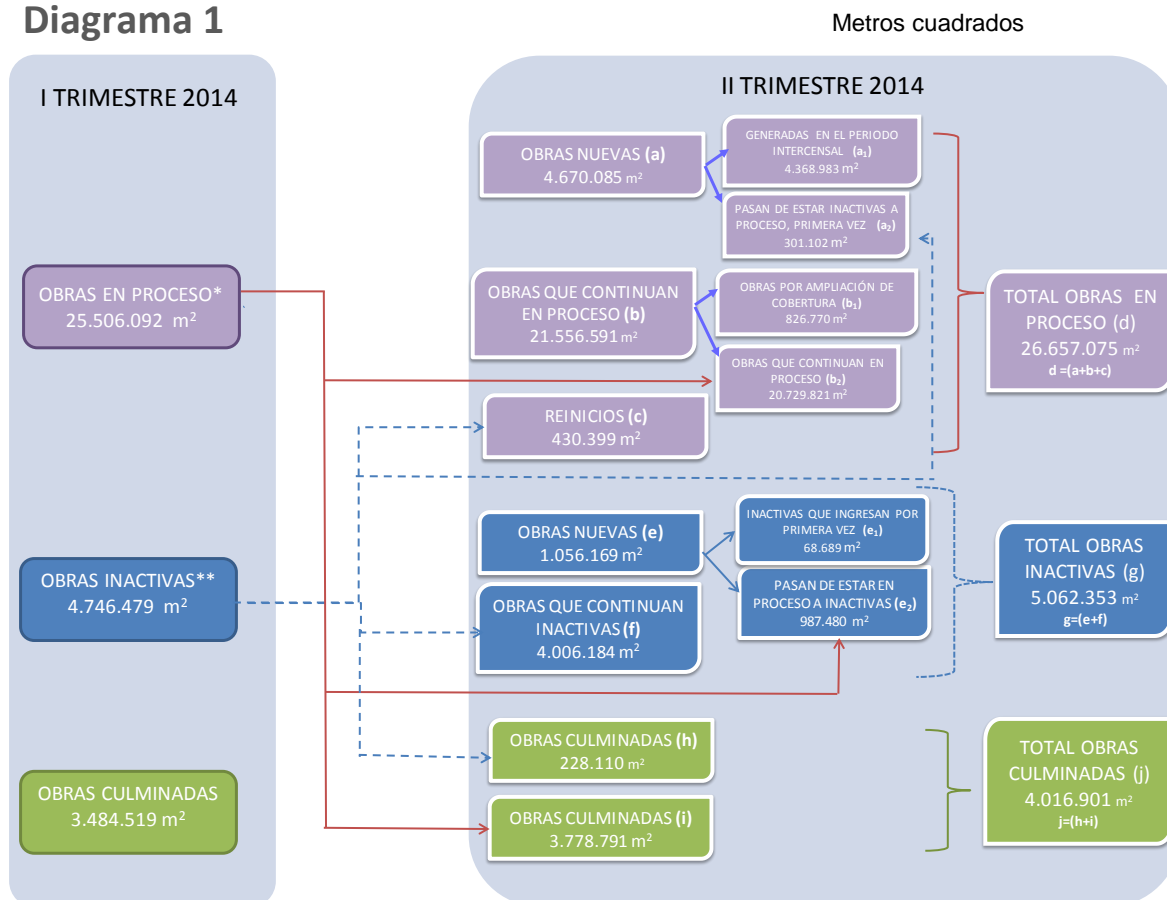 Diagrama 1
Metros cuadrados
I TRIMESTRE 2014
OBRAS EN PROCESO*
25.506.092 m²
OBRAS INACTIVAS**
4.746.479 m²
OBRAS CULMINADAS
3.484.519 m²
II TRIMESTRE 2014
OBRAS NUEVAS (a)
4.670.085 m²
GENERADAS EN EL PERIODO
INTERCENSAL (a₁)
4.368.983 m²
PASAN DE ESTAR INACTIVAS A
PROCESO, PRIMERA VEZ (a₂)
301.102 m²
OBRAS QUE CONTINUAN
EN PROCESO (b)
21.556.591 m²
OBRAS POR AMPLIACIÓN DE
COBERTURA (b₁)
826.770 m²
OBRAS QUE CONTINUAN EN
PROCESO (b₂)
20.729.821 m²
REINICIOS (c)
430.399 m²
TOTAL OBRAS EN
PROCESO (d)
26.657.075 m²
d =(a+b+c)
OBRAS NUEVAS (e)
1.056.169 m²
INACTIVAS QUE INGRESAN POR
PRIMERA VEZ (e₁)
68.689 m²
PASAN DE ESTAR EN
PROCESO A INACTIVAS (e₂)
987.480 m²
OBRAS QUE CONTINUAN
INACTIVAS (f)
4.006.184 m²
TOTAL OBRAS
INACTIVAS (g)
5.062.353 m²
g=(e+f)
OBRAS CULMINADAS (h)
228.110 m²
OBRAS CULMINADAS (i)
3.778.791 m²
TOTAL OBRAS
CULMINADAS (j)
4.016.901 m²
j=(h+i)